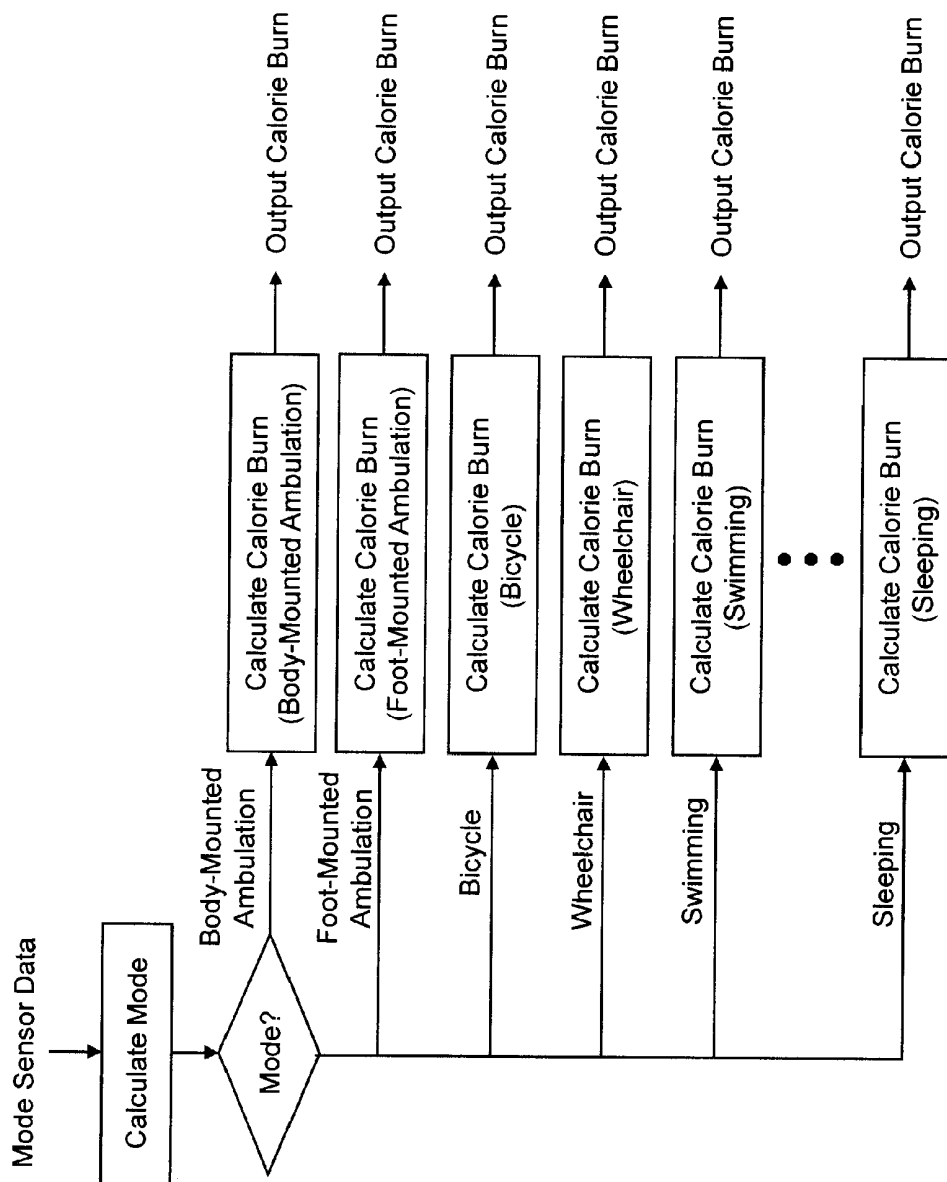 Mode Sensor Data
Calculate Mode
Mode?
Body-Mounted
Ambulation
Calculate Calorie Burn
(Body-Mounted Ambulation)
Output Calorie Burn
Foot-Mounted
Ambulation
Calculate Calorie Burn
(Foot-Mounted Ambulation)
Output Calorie Burn
Bicycle
Calculate Calorie Burn
(Bicycle)
Output Calorie Burn
Wheelchair
Calculate Calorie Burn
(Wheelchair)
Output Calorie Burn
Swimming
Calculate Calorie Burn
(Swimming)
Output Calorie Burn
Sleeping
Calculate Calorie Burn
(Sleeping)
Output Calorie Burn